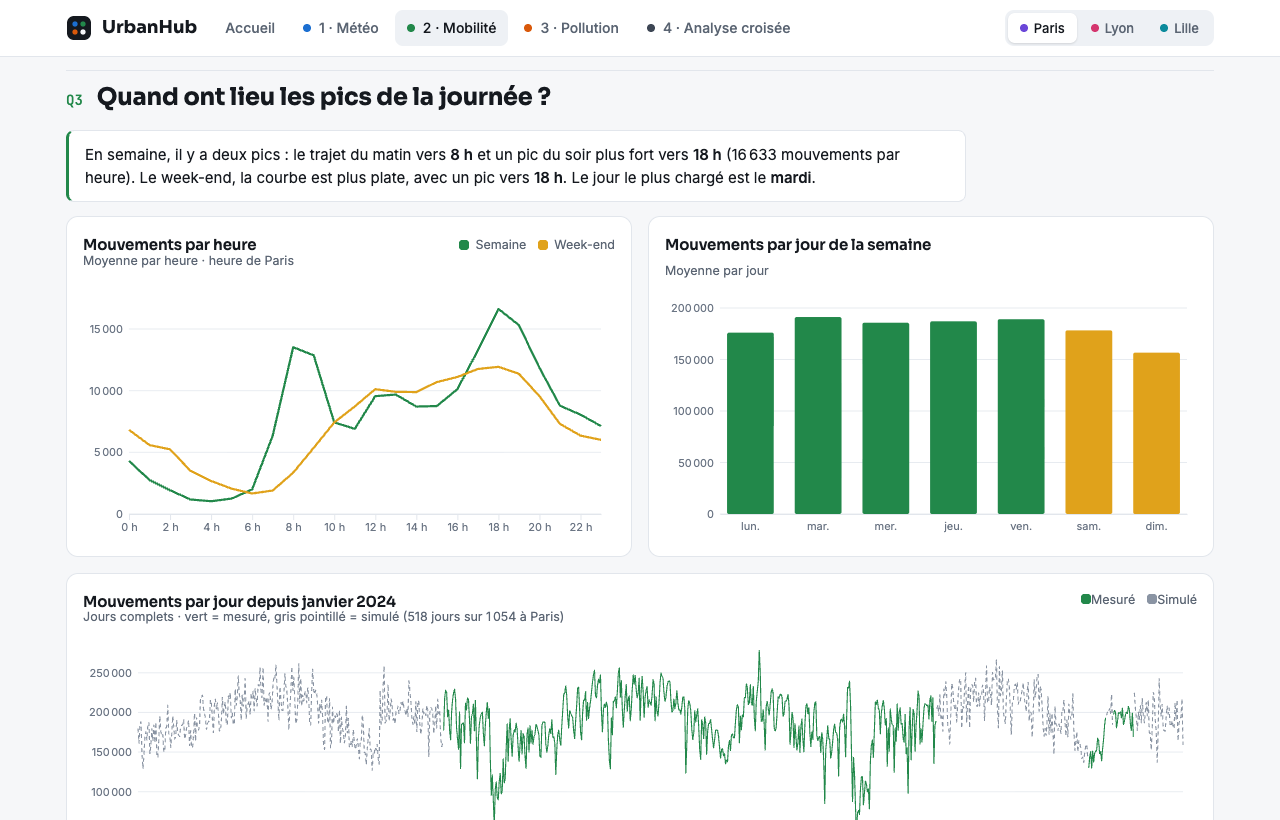 UrbanHub Accueil 1 · Météo 2 · Mobilité 3 · Pollution 4 · Analyse croisée Paris Lyon Lille
Q3 Quand ont lieu les pics de la journée ?
En semaine, il y a deux pics : le trajet du matin vers 8 h et un pic du soir plus fort vers 18 h (16 633 mouvements par
heure). Le week-end, la courbe est plus plate, avec un pic vers 18 h. Le jour le plus chargé est le mardi.
Mouvements par heure
Moyenne par heure · heure de Paris
Semaine Week-end
15 000
10 000
5 000
0
0 h 2 h 4 h 6 h 8 h 10 h 12 h 14 h 16 h 18 h 20 h 22 h
Mouvements par jour de la semaine
Moyenne par jour
200 000
150 000
100 000
50 000
0
lun. mar. mer. jeu. ven. sam. dim.
Mouvements par jour depuis janvier 2024
Jours complets · vert = mesuré, gris pointillé = simulé (518 jours sur 1 054 à Paris)
Mesuré Simulé
250 000
200 000
150 000
100 000